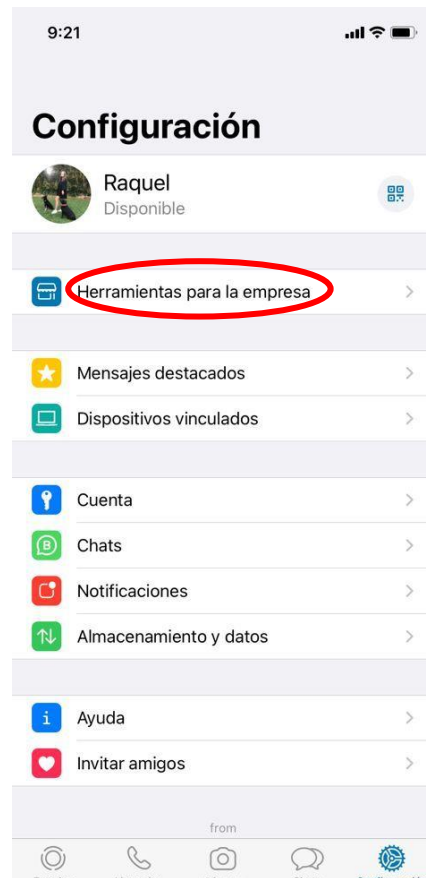 9:21
Configuración
Raquel
Disponible
Herramientas para la empresa
Mensajes destacados
Dispositivos vinculados
Cuenta
Chats
Notificaciones
Almacenamiento y datos
Ayuda
Invitar amigos
from